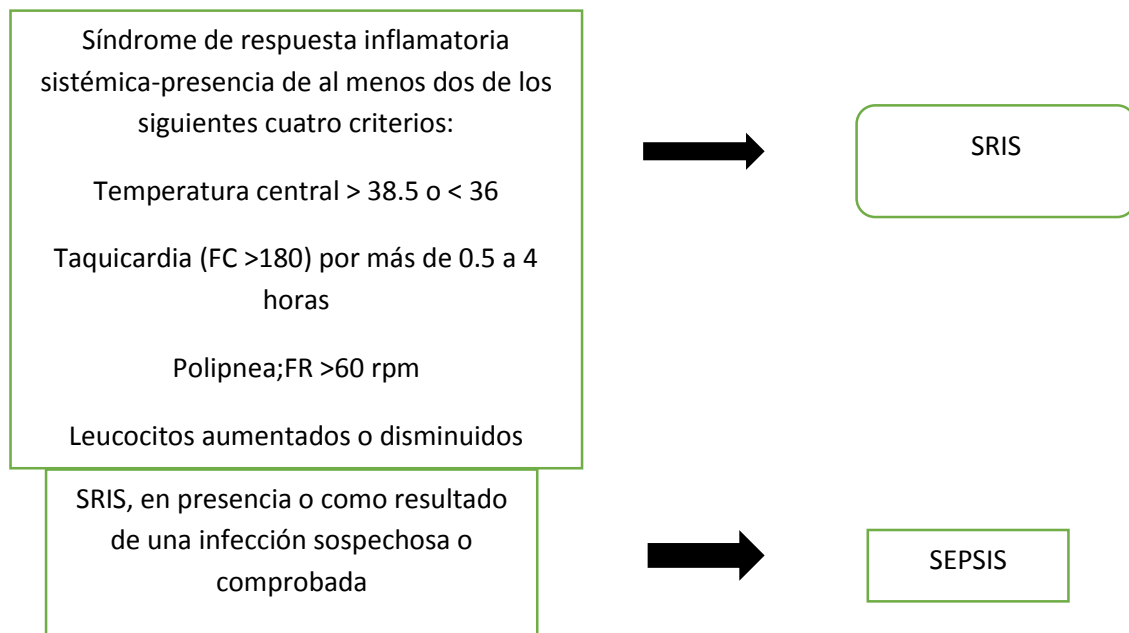 Síndrome de respuesta inflamatoria
sistémica-presencia de al menos dos de los
siguientes cuatro criterios:
Temperatura central > 38.5 o < 36
Taquicardia (FC >180) por más de 0.5 a 4
horas
Polipnea;FR >60 rpm
Leucocitos aumentados o disminuidos
SRIS
SRIS, en presencia o como resultado
de una infección sospechosa o
comprobada
SEPSIS